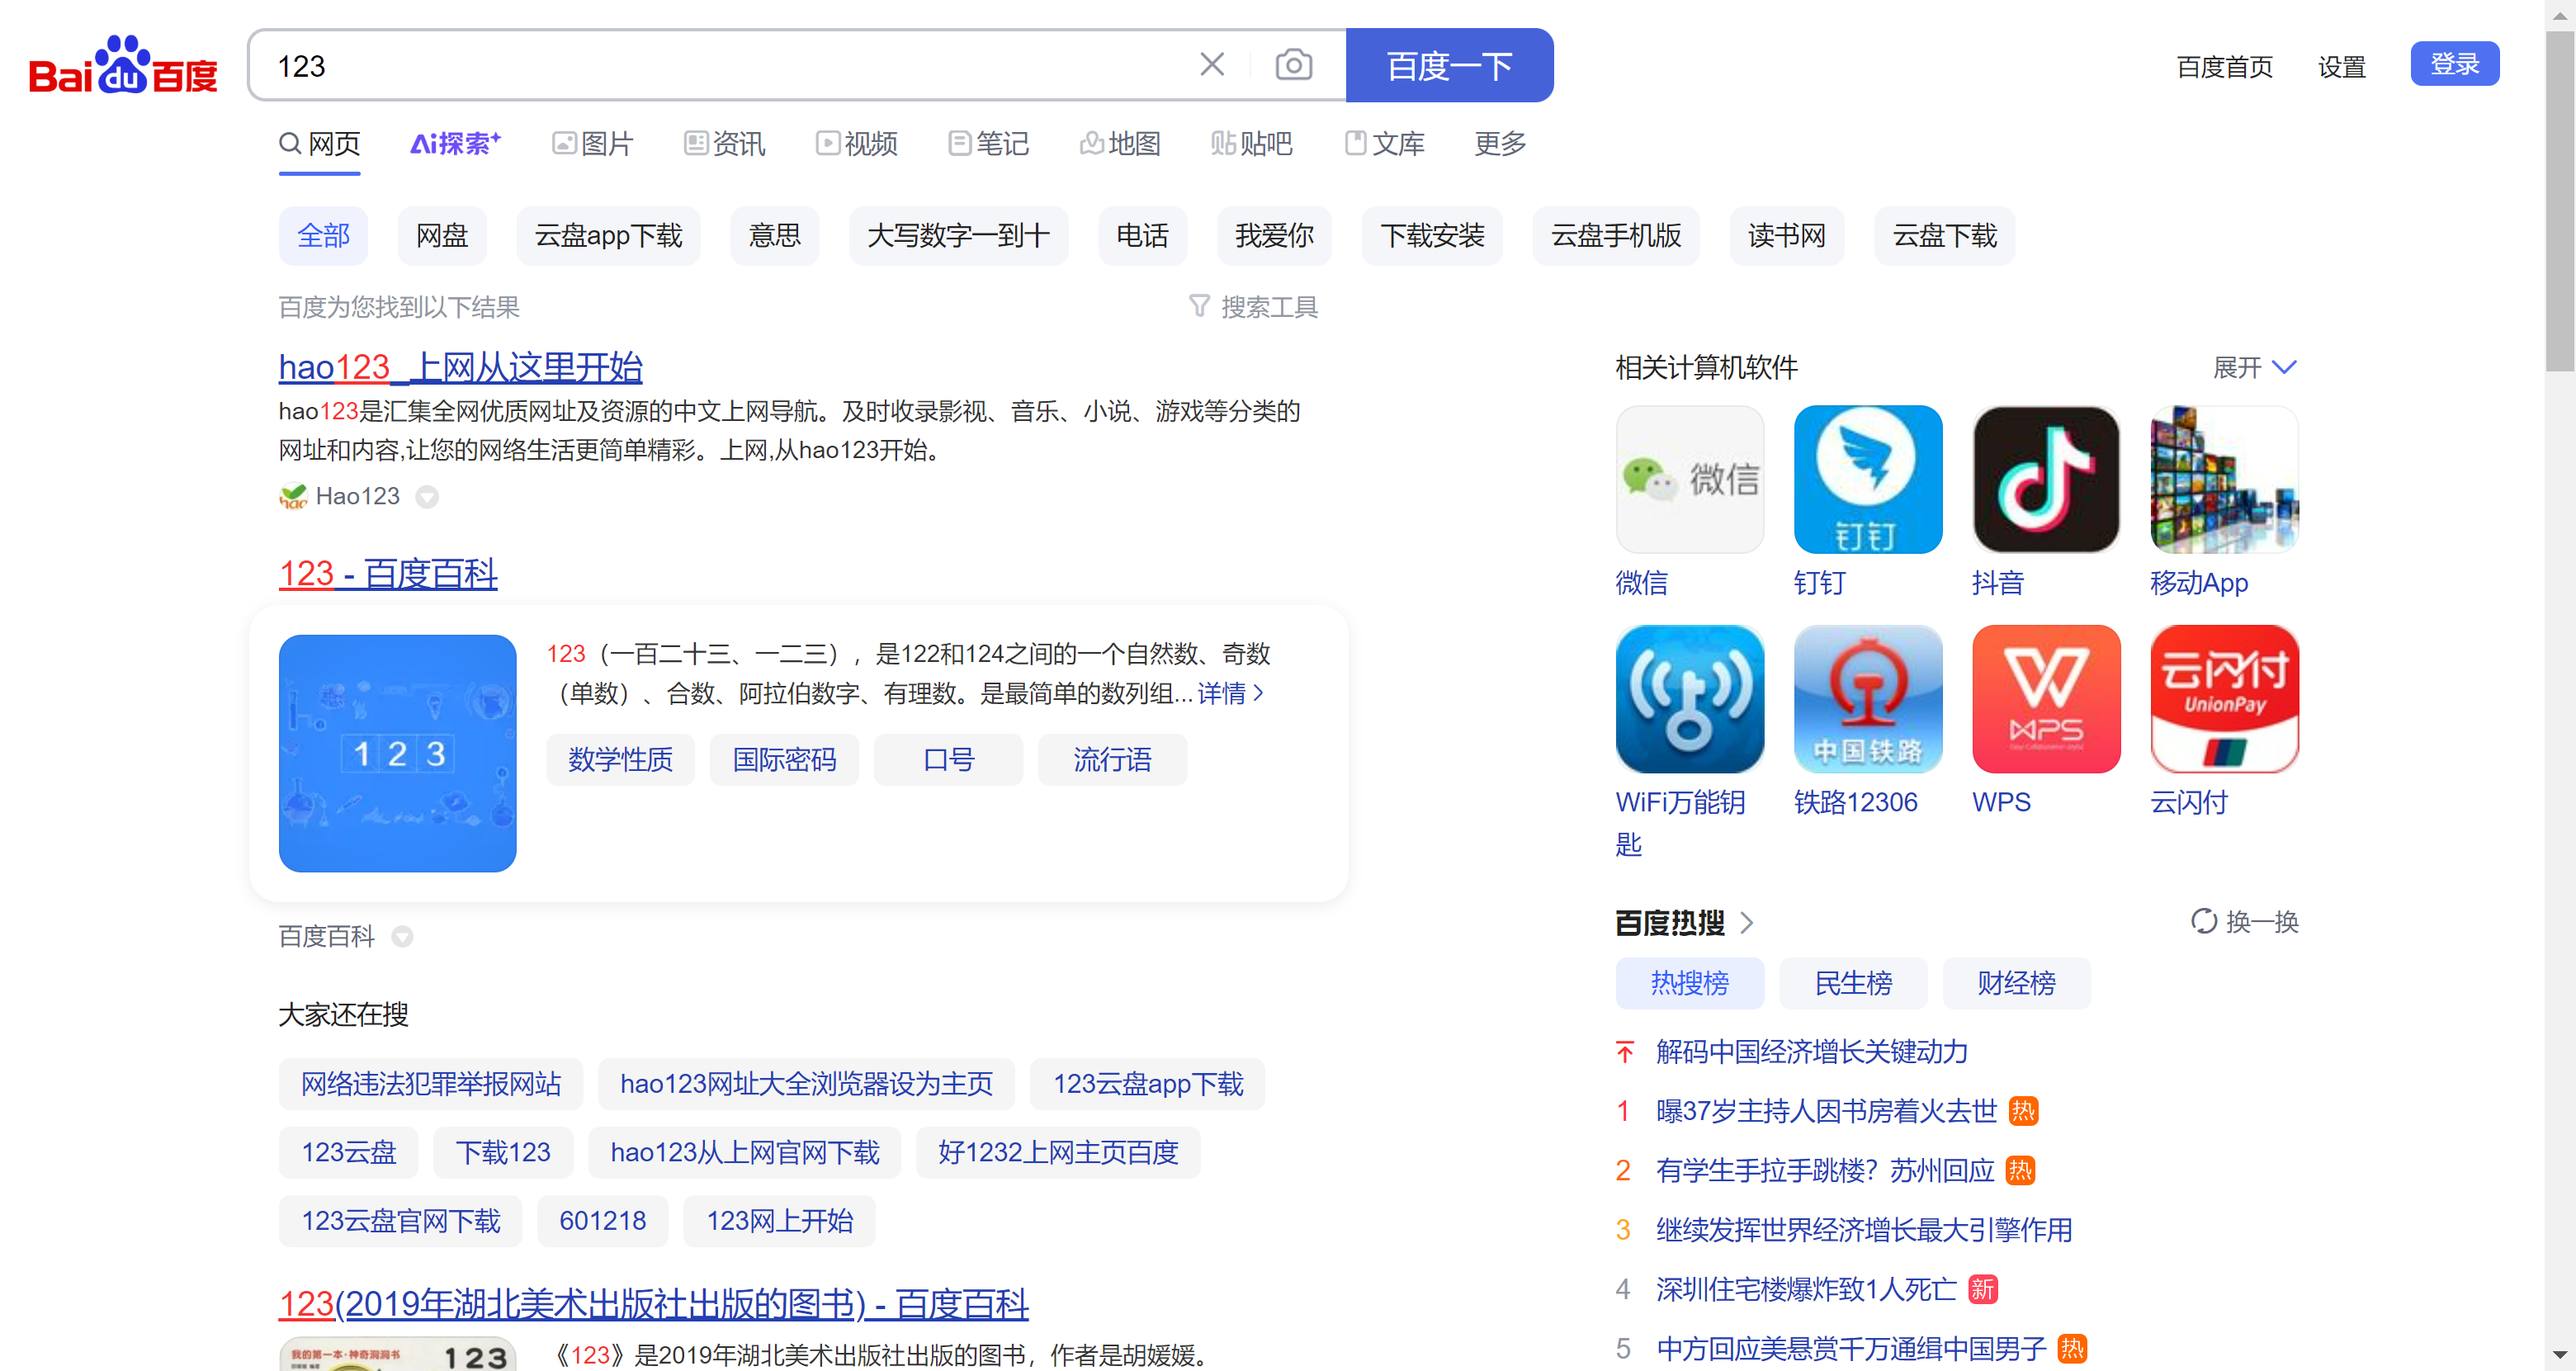 Bai du 百度
123
百度一下
百度首页
设置
登录
网页
Ai探索
图片
资讯
视频
笔记
地图
贴贴吧
文库
更多
全部
网盘
云盘app下载
意思
大写数字一到十
电话
我爱你
下载安装
云盘手机版
读书网
云盘下载
百度为您找到以下结果
搜索工具
hao123_上网从这里开始
hao123是汇集全网优质网址及资源的中文上网导航。及时收录影视、音乐、小说、游戏等分类的
网址和内容,让您的网络生活更简单精彩。上网,从hao123开始。
hao
Hao123
123 - 百度百科
1 2 3
123（一百二十三、一二三），是122和124之间的一个自然数、奇数
（单数）、合数、阿拉伯数字、有理数。是最简单的数列组... 详情
数学性质
国际密码
口号
流行语
百度百科
大家还在搜
网络违法犯罪举报网站
hao123网址大全浏览器设为主页
123云盘app下载
123云盘
下载123
hao123从上网官网下载
好1232上网主页百度
123云盘官网下载
601218
123网上开始
123(2019年湖北美术出版社出版的图书) - 百度百科
我的第一本·神奇洞洞书
123
《123》是2019年湖北美术出版社出版的图书，作者是胡媛媛。
相关计算机软件
展开
微信
钉钉
微信
钉钉
抖音
移动App
中国铁路
WPS
云闪付
UnionPay
WiFi万能钥
匙
铁路12306
WPS
云闪付
百度热搜
换一换
热搜榜
民生榜
财经榜
解码中国经济增长关键动力
1 曝37岁主持人因书房着火去世 热
2 有学生手拉手跳楼？苏州回应 热
3 继续发挥世界经济增长最大引擎作用
4 深圳住宅楼爆炸致1人死亡 新
5 中方回应美悬赏千万通缉中国男子 热